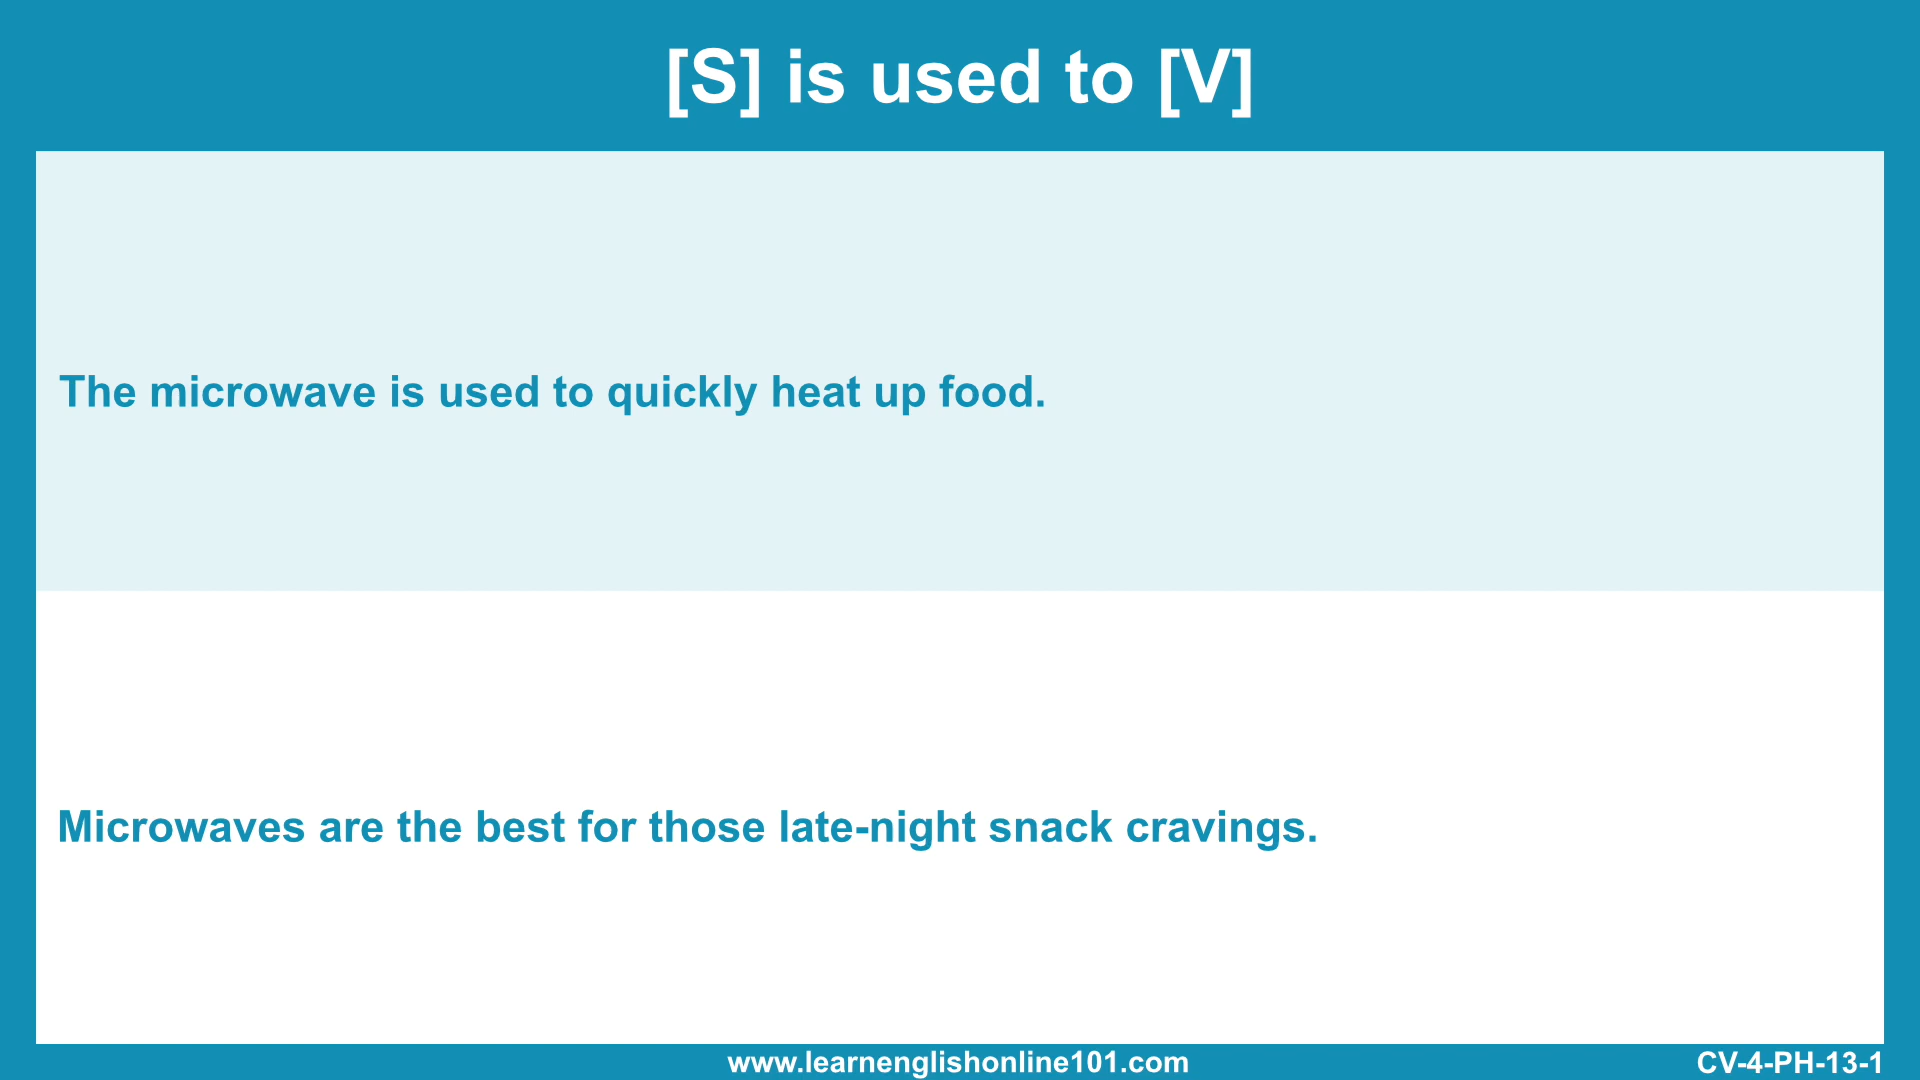 [S] is used to [V]
The microwave is used to quickly heat up food.
Microwaves are the best for those late-night snack cravings.
www.learnenglishonline101.com
CV-4-PH-13-1